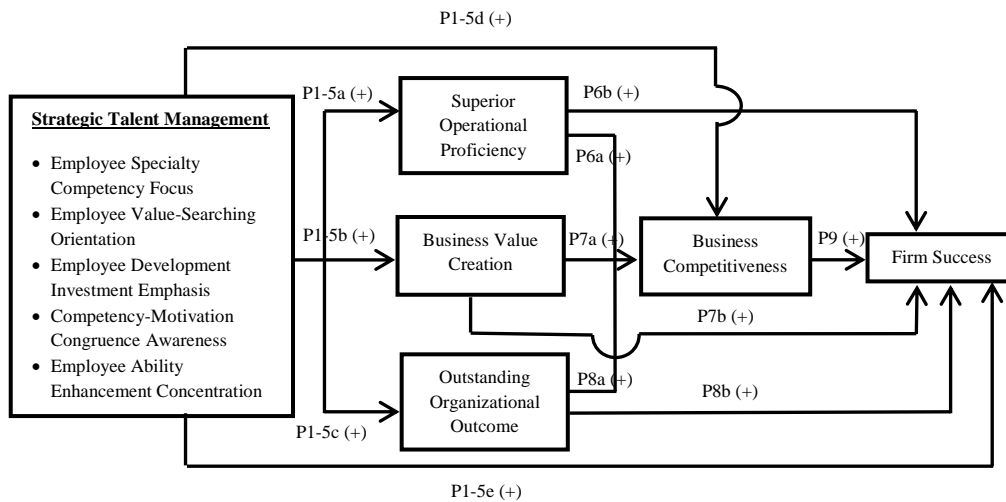 P1-5d (+)
Strategic Talent Management
• Employee Specialty
Competency Focus
• Employee Value-Searching
Orientation
• Employee Development
Investment Emphasis
• Competency-Motivation
Congruence Awareness
• Employee Ability
Enhancement Concentration
P1-5a (+)
P1-5b (+)
P1-5c (+)
Superior
Operational
Proficiency
P6b (+)
P6a (+)
Business Value
Creation
P7a (+)
P7b (+)
Outstanding
Organizational
Outcome
P8a (+)
P8b (+)
Business
Competitiveness
P9 (+)
Firm Success
P1-5e (+)